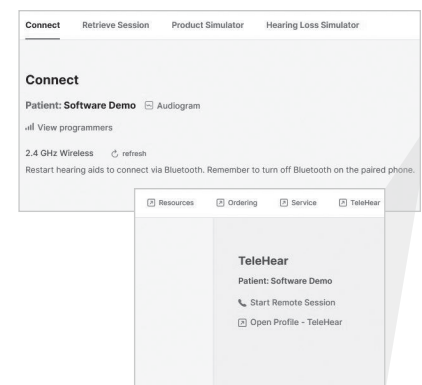 Connect Retrieve Session Product Simulator Hearing Loss Simulator
Connect
Patient: Software Demo Audiogram
View programmers
2.4 GHz Wireless refresh
Restart hearing aids to connect via Bluetooth. Remember to turn off Bluetooth on the paired phone.
Resources Ordering Service TeleHear
TeleHear
Patient: Software Demo
Start Remote Session
Open Profile - TeleHear